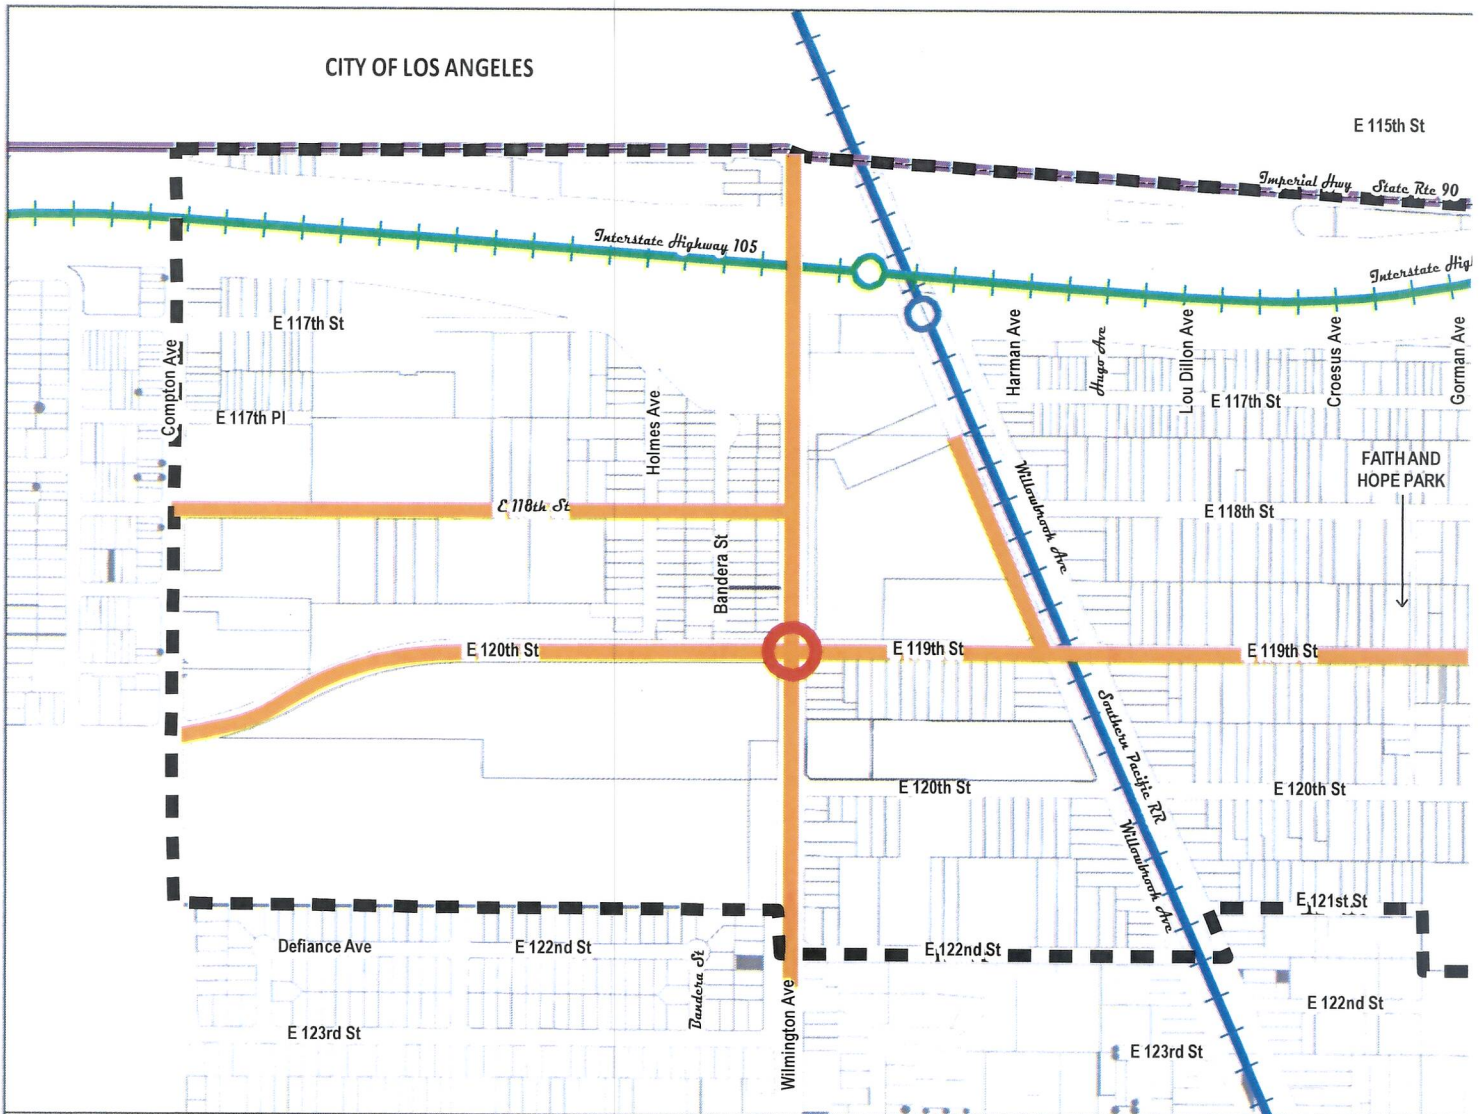 CITY OF LOS ANGELES
E 115th St
Imperial Hwy
State Rte 90
Interstate Highway 105
Interstate High
E 117th St
Compton Ave
Harman Ave
Hugo Ave
Lou Dillon Ave
Croesus Ave
Gorman Ave
E 117th St
E 117th Pl
Holmes Ave
FAITH AND
HOPE PARK
Willowbrook Ave
E 118th St
E 118th St
Bandera St
E 120th St
E 119th St
E 119th St
Southern Pacific RR
E 120th St
E 120th St
Willowbrook Ave
E 121st St
Defiance Ave
E 122nd St
E 122nd St
Bandera St
Wilmington Ave
E 122nd St
E 123rd St
E 123rd St